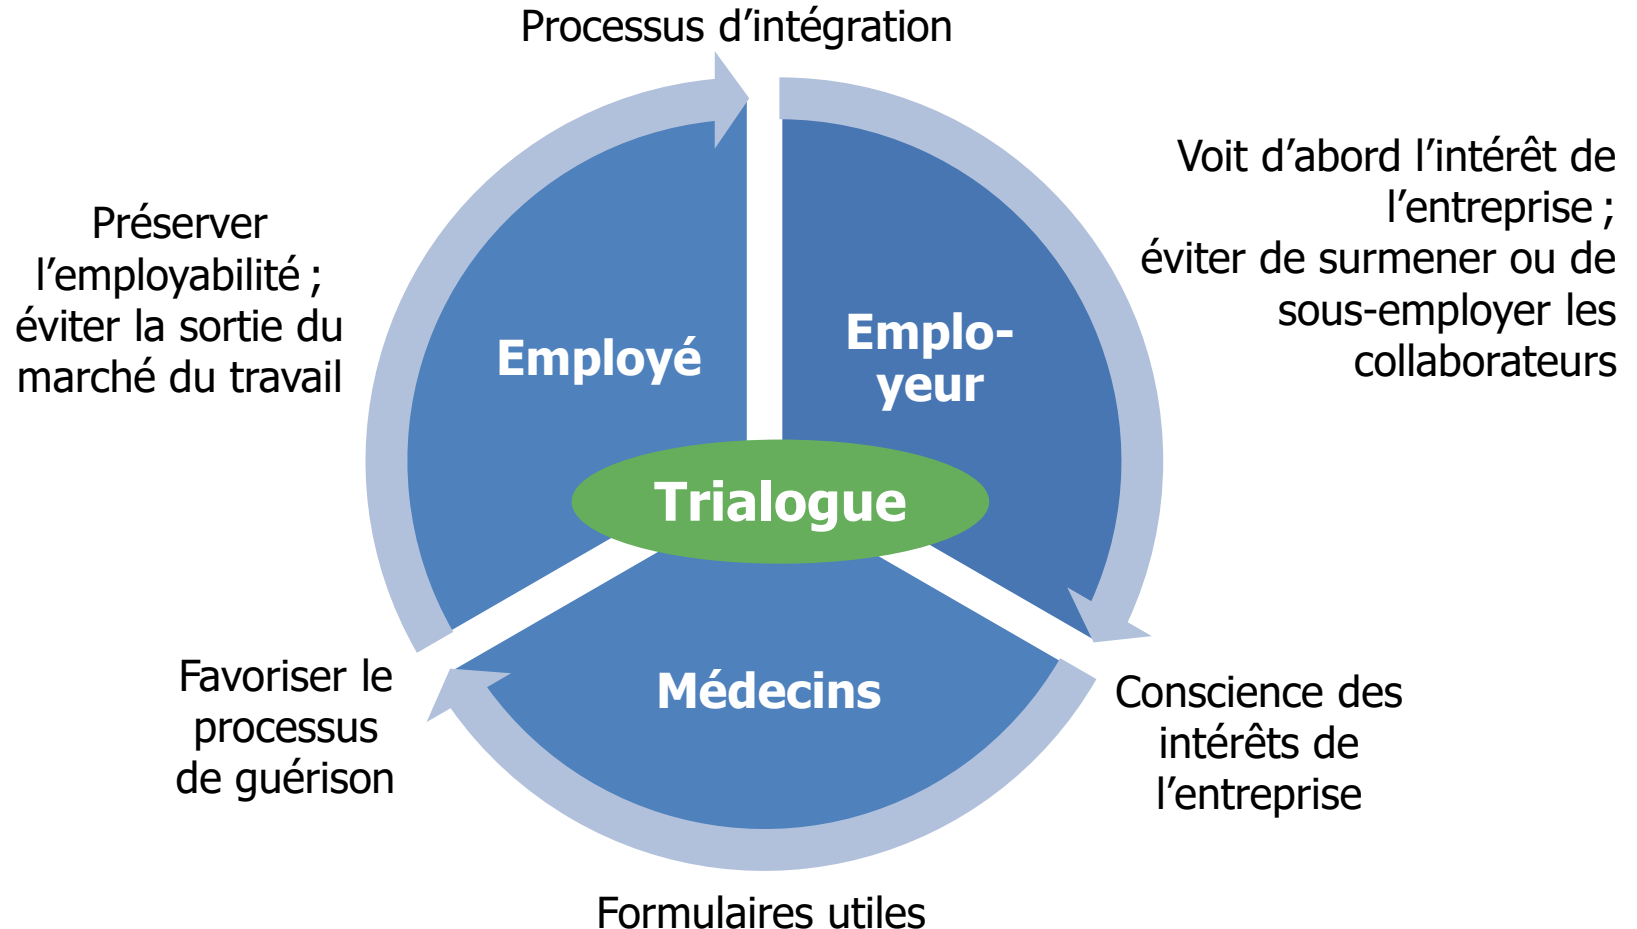 Processus d’intégration
Voit d’abord l’intérêt de
l’entreprise ;
éviter de surmener ou de
sous-employer les
collaborateurs
Préserver
l’employabilité ;
éviter la sortie du
marché du travail
Employé
Emplo-
yeur
Trialogue
Médecins
Favoriser le
processus
de guérison
Conscience des
intérêts de
l’entreprise
Formulaires utiles